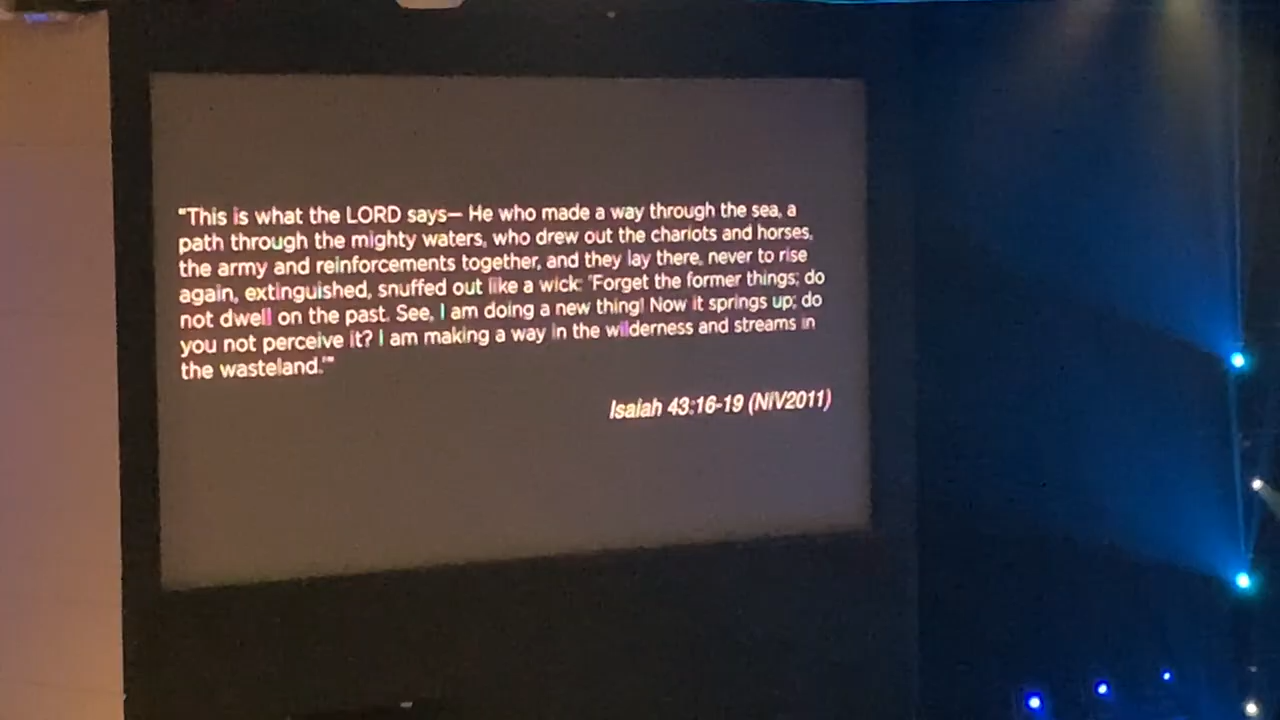 “This is what the LORD says— He who made a way through the sea, a
path through the mighty waters, who drew out the chariots and horses,
the army and reinforcements together, and they lay there, never to rise
again, extinguished, snuffed out like a wick: ‘Forget the former things; do
not dwell on the past. See, I am doing a new thing! Now it springs up; do
you not perceive it? I am making a way in the wilderness and streams in
the wasteland.’”
Isaiah 43:16-19 (NIV2011)